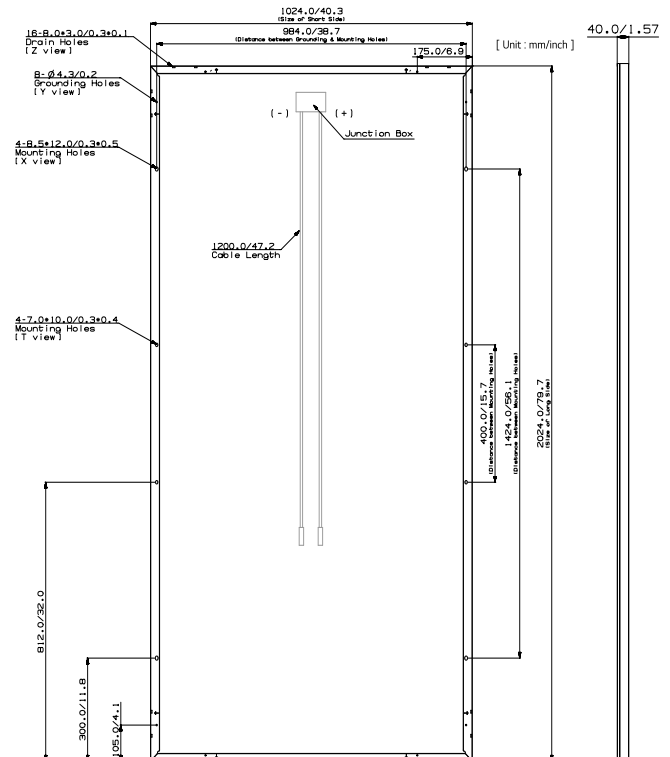 1024.0/40.3
(Size of Short Side)
984.0/38.7
(Distance between Grounding & Mounting Holes)
175.0/6.9
[ Unit : mm/inch ]
40.0/1.57
16-8.0*3.0/0.3*0.1
Drain Holes
[Z view]
8-Ø4.3/0.2
Grounding Holes
[Y view]
(-)
(+)
Junction Box
4-8.5*12.0/0.3*0.5
Mounting Holes
[X view]
1200.0/47.2
Cable Length
4-7.0*10.0/0.3*0.4
Mounting Holes
[T view]
400.0/15.7
(Distance between Mounting Holes)
1424.0/56.1
(Distance between Mounting Holes)
2024.0/79.7
(Size of Long Side)
812.0/32.0
300.0/11.8
105.0/4.1